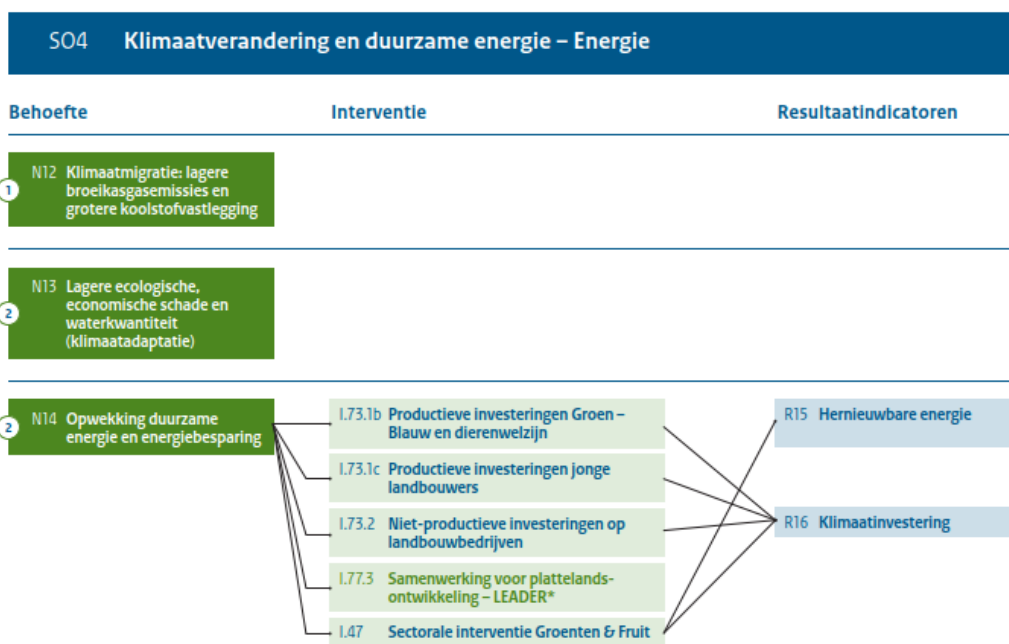 SO4 Klimaatverandering en duurzame energie – Energie
Behoefte Interventie Resultaatindicatoren
1
N12 Klimaatmigratie: lagere
broeikasgasemissies en
grotere koolstofvastlegging
2
N13 Lagere ecologische,
economische schade en
waterkwantiteit
(klimaatadaptatie)
2
N14 Opwekking duurzame
energie en energiebesparing
I.73.1b Productieve investeringen Groen –
Blauw en dierenwelzijn
I.73.1c Productieve investeringen jonge
landbouwers
I.73.2 Niet-productieve investeringen op
landbouwbedrijven
I.77.3 Samenwerking voor plattelands-
ontwikkeling – LEADER*
I.47 Sectorale interventie Groenten & Fruit
R15 Hernieuwbare energie
R16 Klimaatinvestering